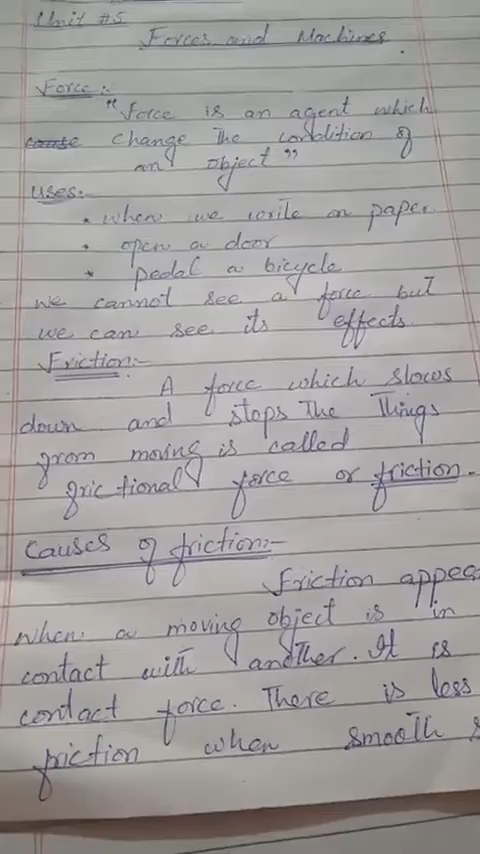 Unit #5
Forces and Machines.
Force:-
"Force is an agent which
cause change The condition of
an object"
Uses:-
• when we write on paper.
• open a door
• pedal a bicycle
we cannot see a force but
we can see its effects.
Friction:-
A force which slows
down and stops The Things
from moving is called
frictional force or friction.
Causes of friction:-
Friction appea
when a moving object is in
contact with another. It is
contact force. There is less
friction when smooth s